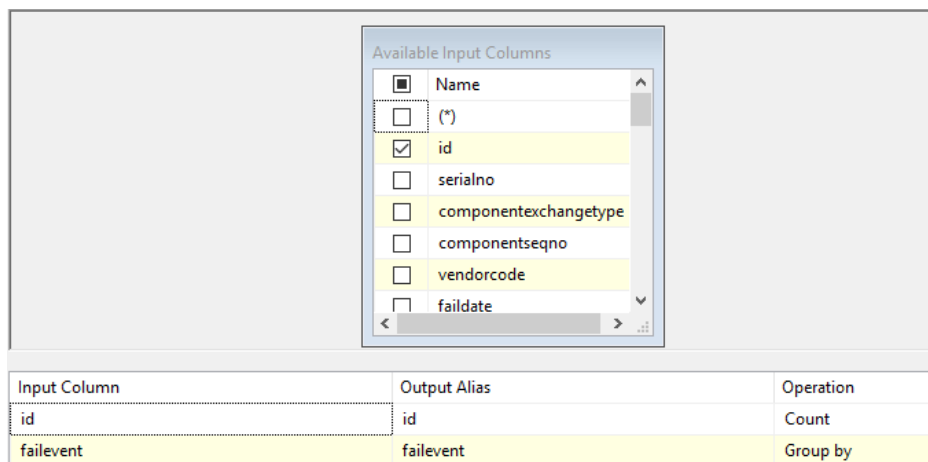 Available Input Columns
Name
(*)
id
serialno
componentexchangetype
componentseqno
vendorcode
faildate
Input Column Output Alias Operation
id id Count
failevent failevent Group by